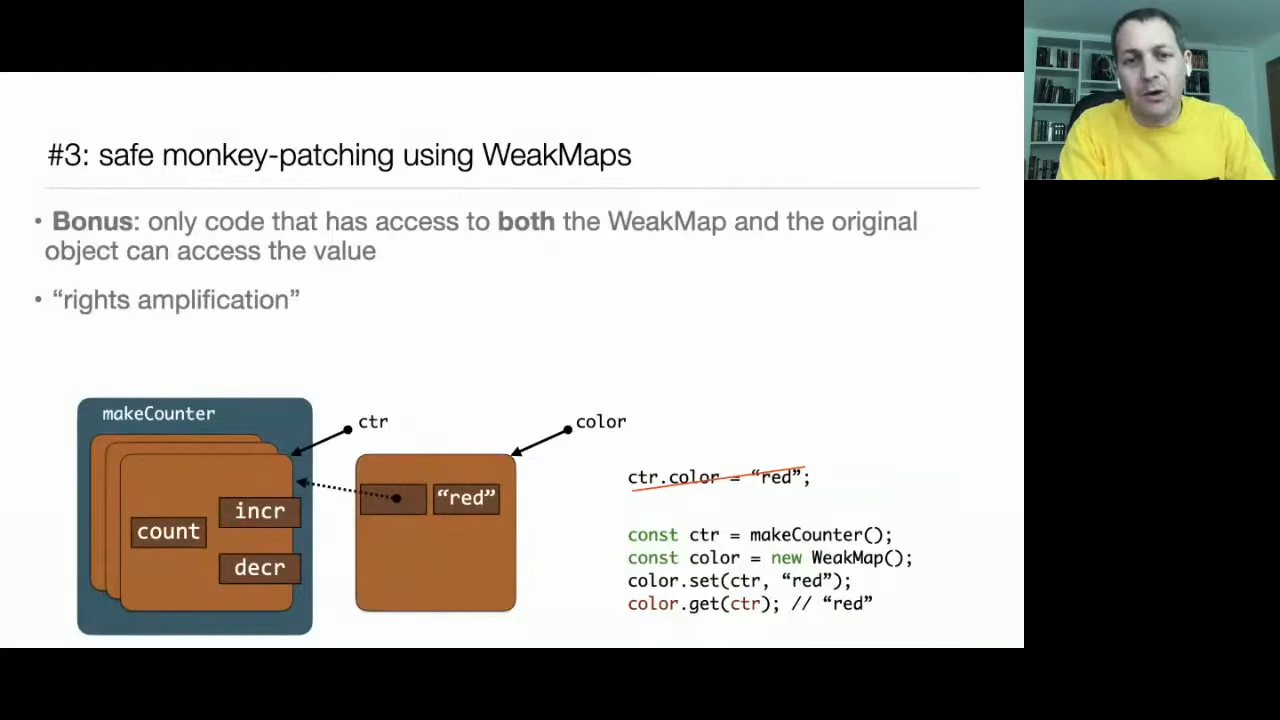 #3: safe monkey-patching using WeakMaps
• Bonus: only code that has access to both the WeakMap and the original
object can access the value
• “rights amplification”
makeCounter
ctr
color
count
incr
decr
“red”
ctr.color = “red”;
const ctr = makeCounter();
const color = new WeakMap();
color.set(ctr, “red”);
color.get(ctr); // “red”